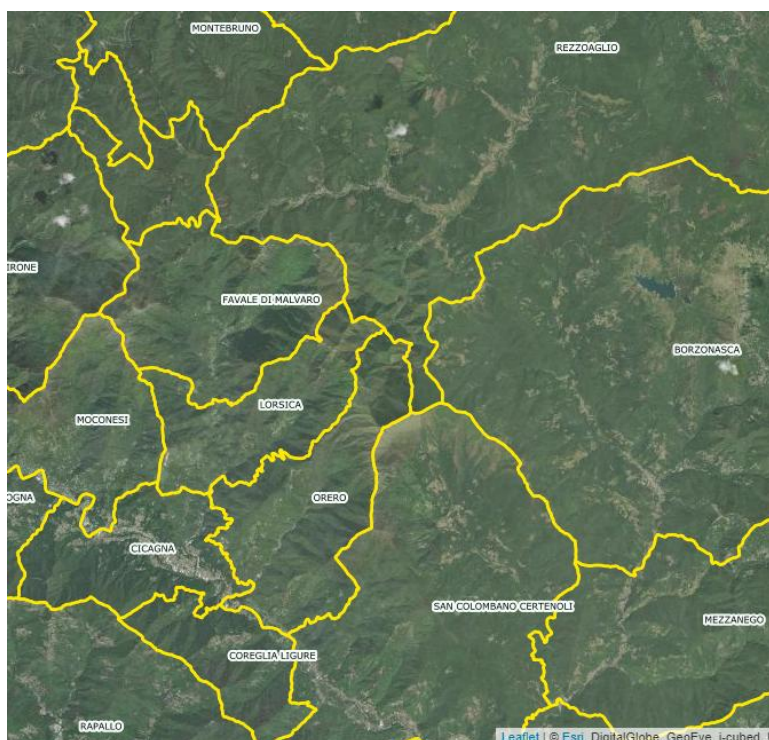 MONTEBRUNO
REZZOAGLIO
IRONE
FAVALE DI MALVARO
BORZONASCA
LORSICA
MOCONESI
OGNA
ORERO
CICAGNA
SAN COLOMBANO CERTENOLI
MEZZANEGO
COREGLIA LIGURE
RAPALLO
Leaflet | © Esri, DigitalGlobe, GeoEye, i-cubed,